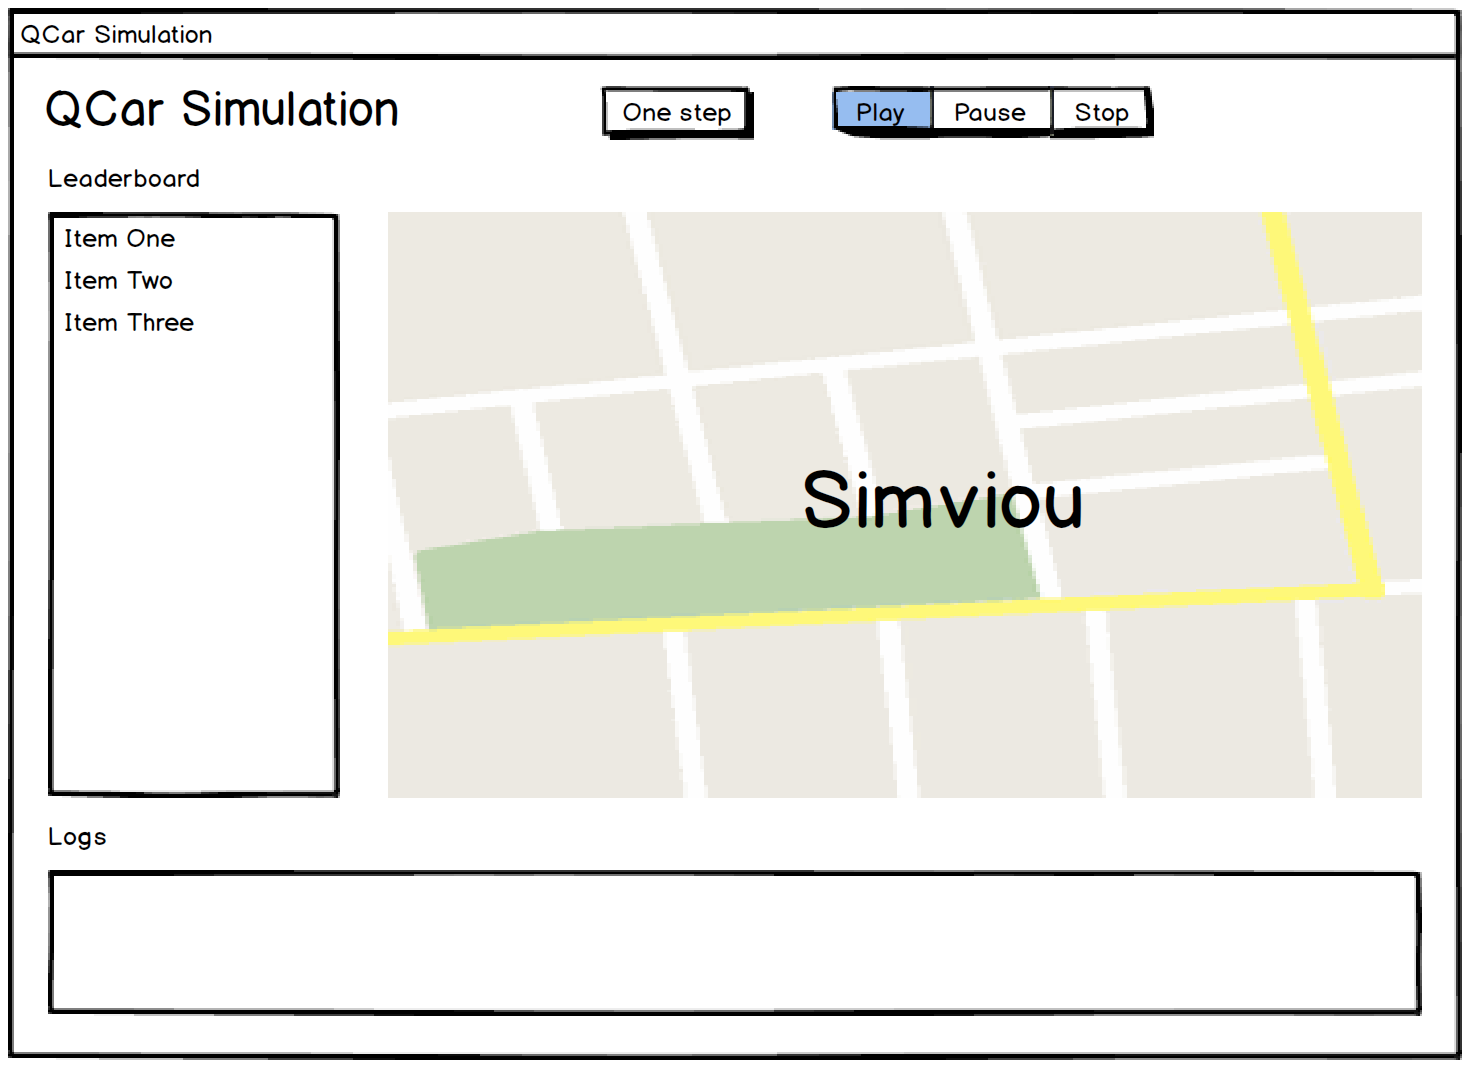 QCar Simulation
QCar Simulation
One step
Play
Pause
Stop
Leaderboard
Item One
Item Two
Item Three
Simviou
Logs